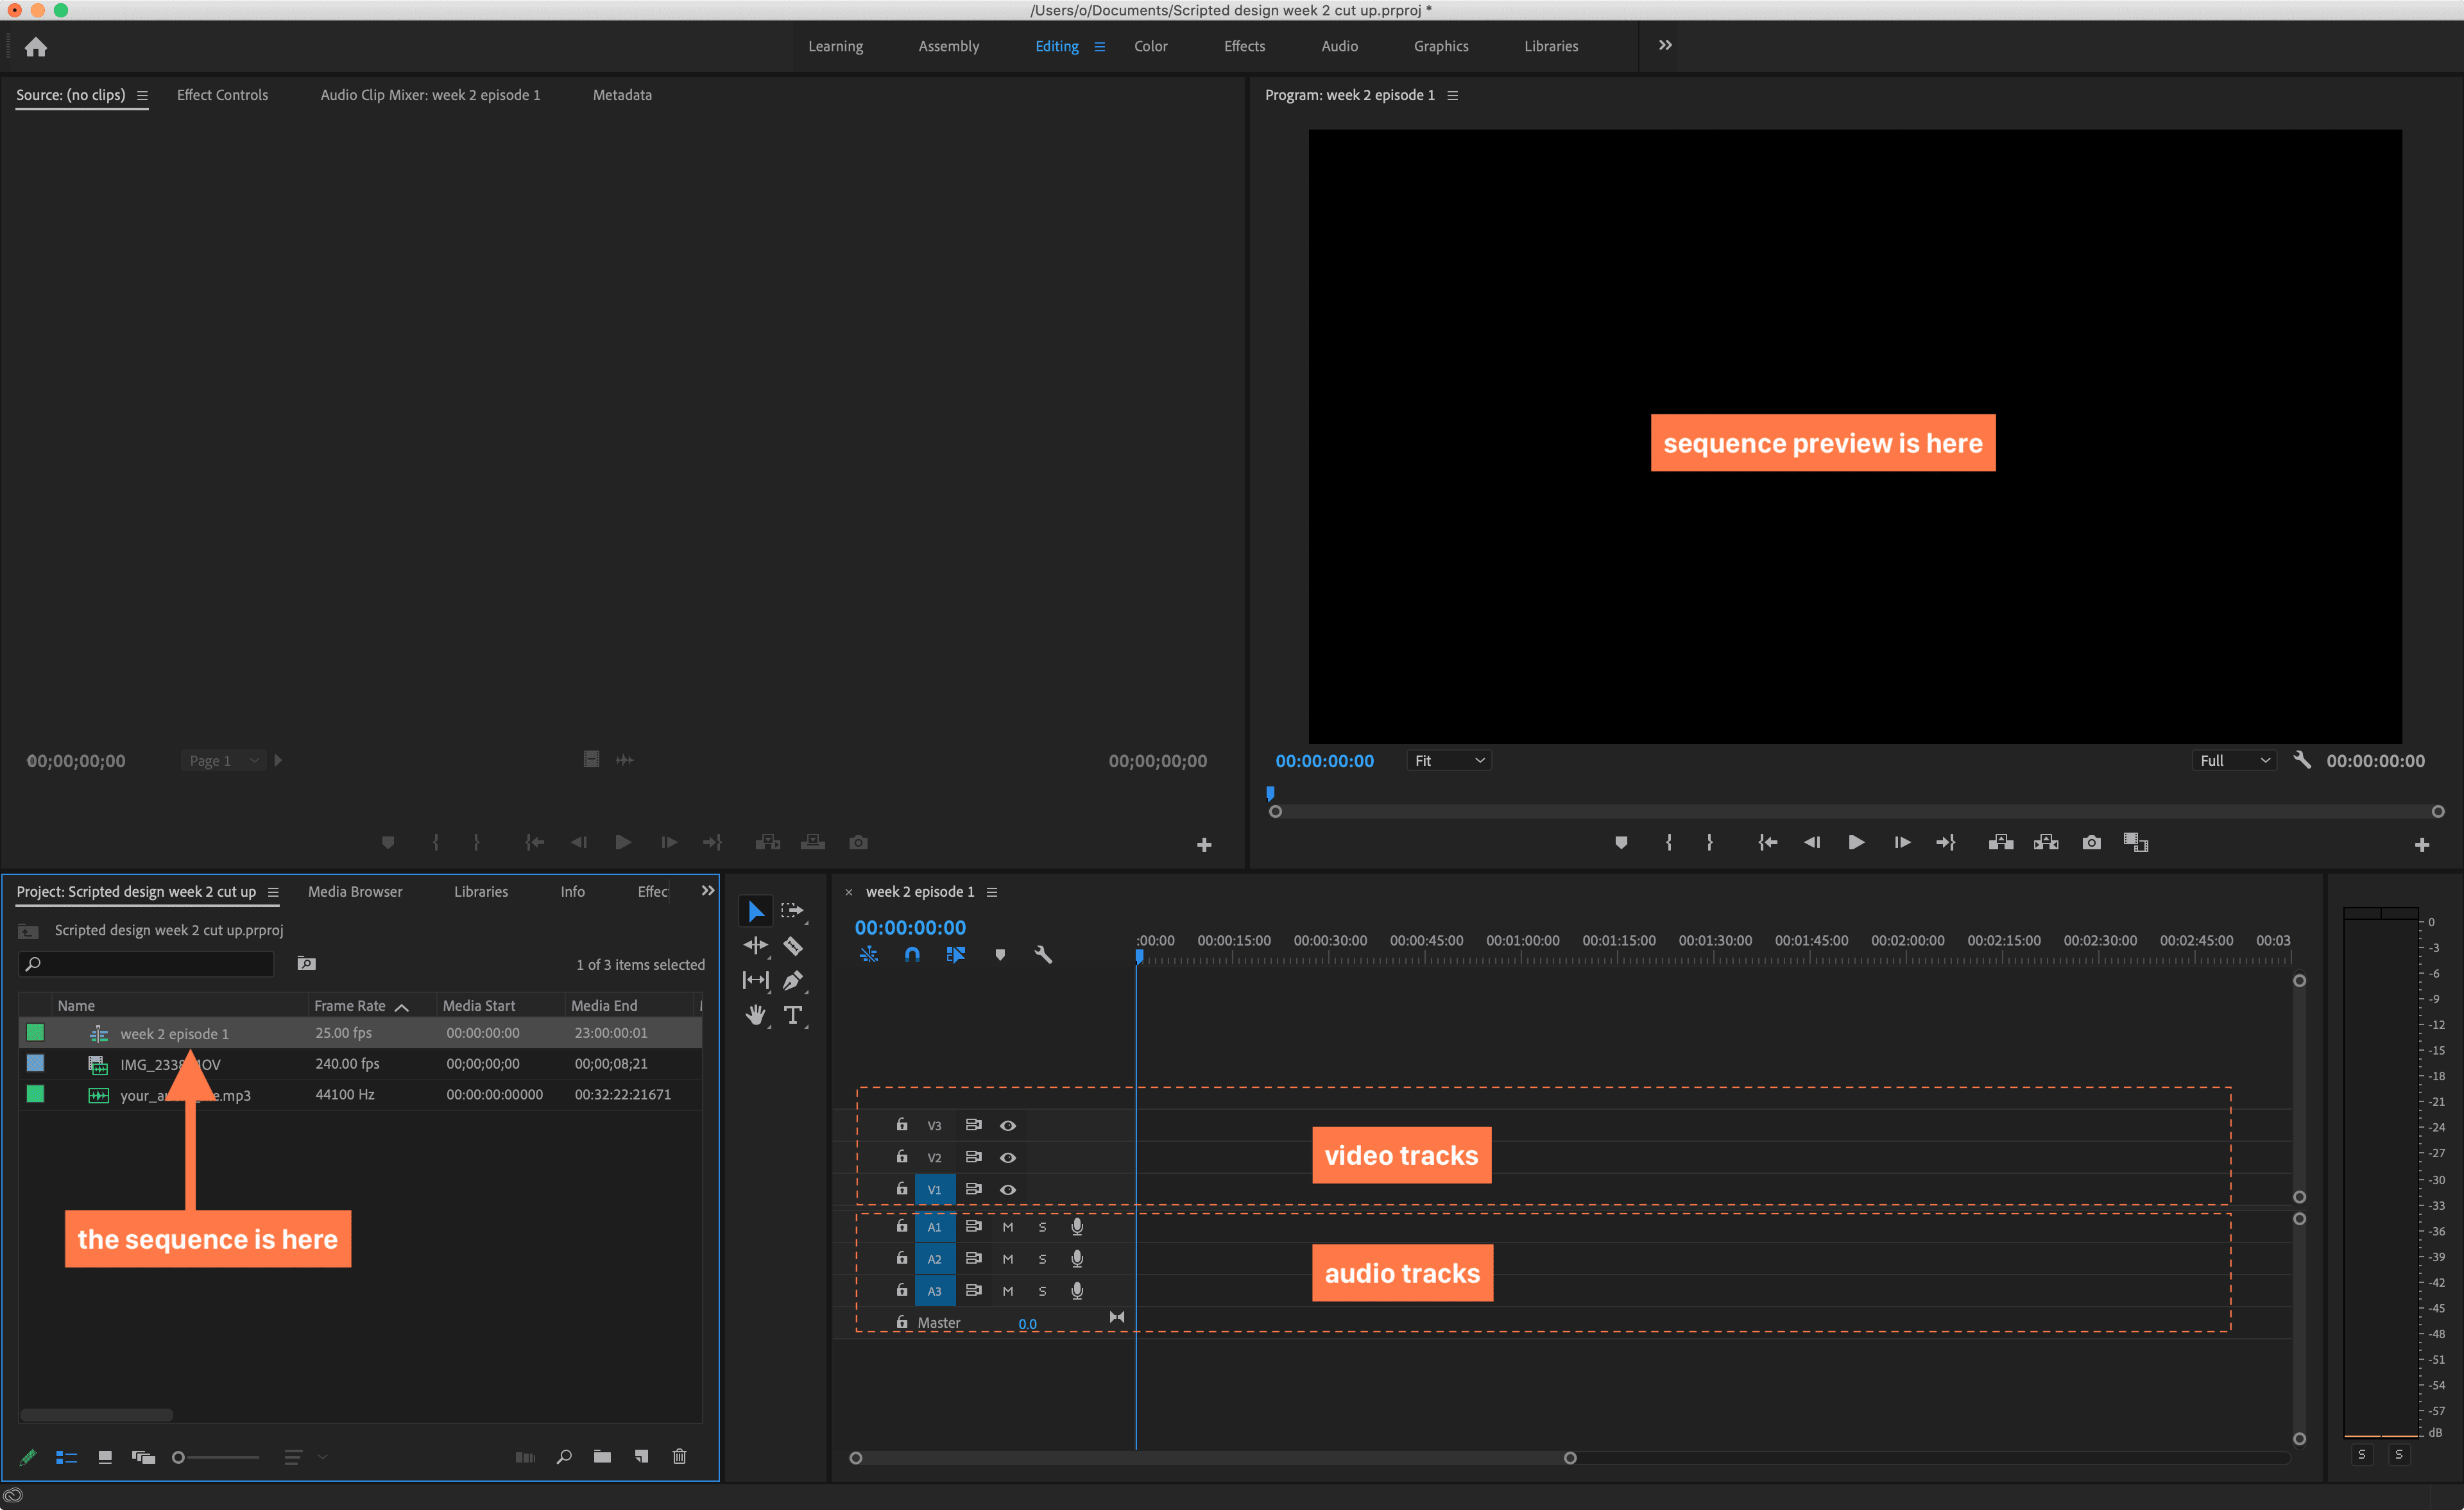 /Users/o/Documents/Scripted design week 2 cut up.prproj *
Learning Assembly Editing Color Effects Audio Graphics Libraries
Source: (no clips) Effect Controls Audio Clip Mixer: week 2 episode 1 Metadata
Program: week 2 episode 1
sequence preview is here
00;00;00;00 Page 1 00;00;00;00
00:00:00:00 Fit Full 00:00:00:00
Project: Scripted design week 2 cut up Media Browser Libraries Info Effec
Scripted design week 2 cut up.prproj
1 of 3 items selected
Name Frame Rate Media Start Media End
week 2 episode 1 25.00 fps 00:00:00:00 23:00:00:01
IMG_233 OV 240.00 fps 00;00;00;00 00;00;08;21
your_a e.mp3 44100 Hz 00:00:00:00000 00:32:22:21671
the sequence is here
week 2 episode 1
00:00:00:00
:00:00 00:00:15:00 00:00:30:00 00:00:45:00 00:01:00:00 00:01:15:00 00:01:30:00 00:01:45:00 00:02:00:00 00:02:15:00 00:02:30:00 00:02:45:00 00:03
V3
V2
V1
video tracks
A1 M S
A2 M S
A3 M S
audio tracks
Master 0.0
0
-3
-6
-9
-12
-15
-18
-21
-24
-27
-30
-33
-36
-39
-42
-45
-48
-51
-54
-57
dB
S S